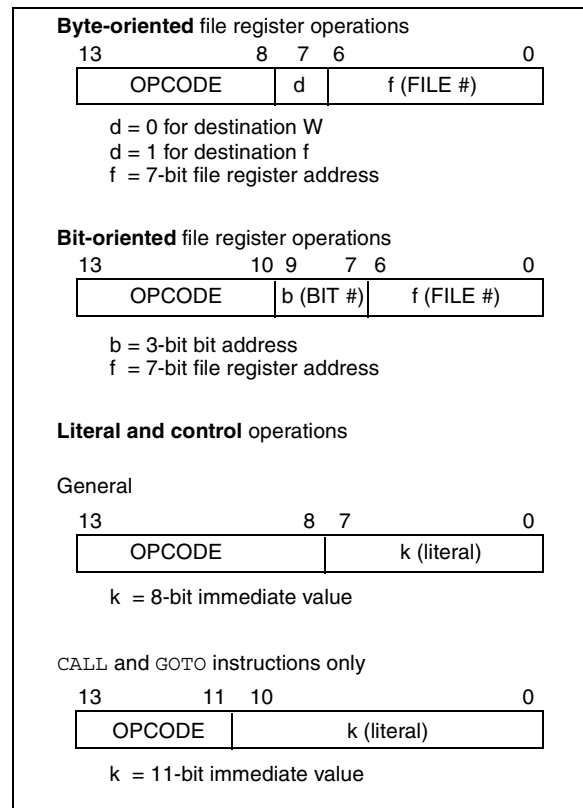 Byte-oriented file register operations
13 8 7 6 0
OPCODE d f (FILE #)
d = 0 for destination W
d = 1 for destination f
f = 7-bit file register address
Bit-oriented file register operations
13 10 9 7 6 0
OPCODE b (BIT #) f (FILE #)
b = 3-bit bit address
f = 7-bit file register address
Literal and control operations
General
13 8 7 0
OPCODE k (literal)
k = 8-bit immediate value
CALL and GOTO instructions only
13 11 10 0
OPCODE k (literal)
k = 11-bit immediate value